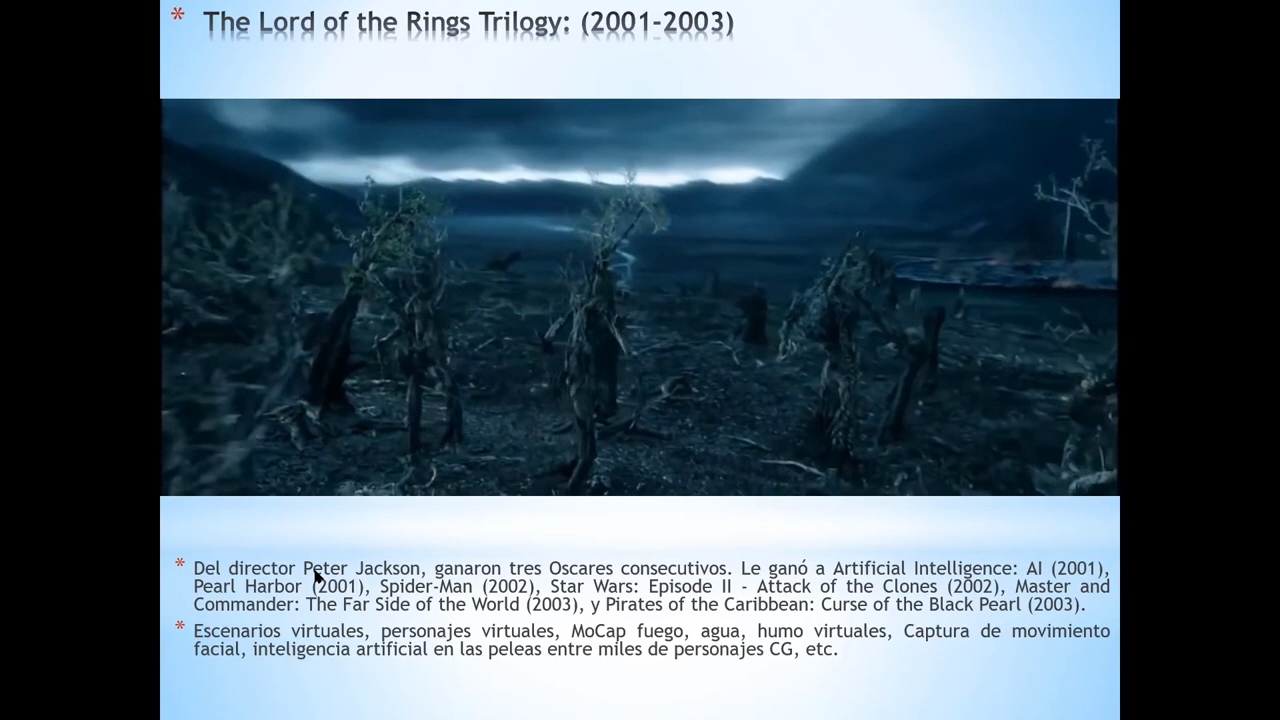 * The Lord of the Rings Trilogy: (2001-2003)
* Del director Peter Jackson, ganaron tres Oscares consecutivos. Le ganó a Artificial Intelligence: AI (2001),
Pearl Harbor (2001), Spider-Man (2002), Star Wars: Episode II - Attack of the Clones (2002), Master and
Commander: The Far Side of the World (2003), y Pirates of the Caribbean: Curse of the Black Pearl (2003).
* Escenarios virtuales, personajes virtuales, MoCap fuego, agua, humo virtuales, Captura de movimiento
facial, inteligencia artificial en las peleas entre miles de personajes CG, etc.